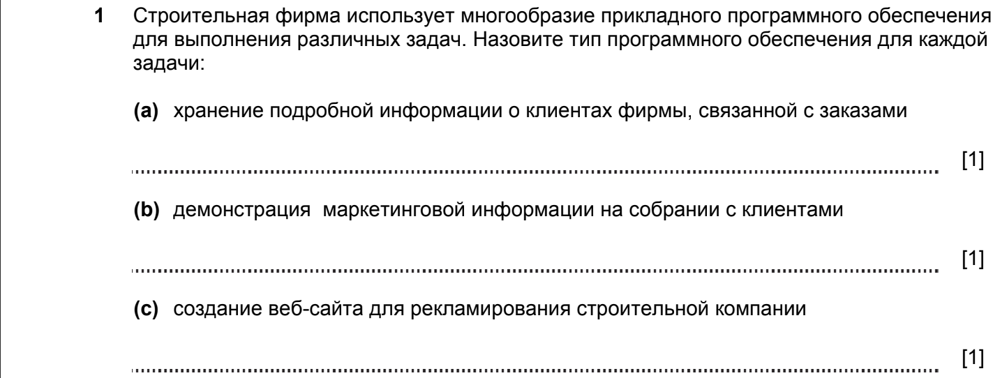 1 Строительная фирма использует многообразие прикладного программного обеспечения
для выполнения различных задач. Назовите тип программного обеспечения для каждой
задачи:
(a) хранение подробной информации о клиентах фирмы, связанной с заказами
[1]
(b) демонстрация маркетинговой информации на собрании с клиентами
[1]
(c) создание веб-сайта для рекламирования строительной компании
[1]